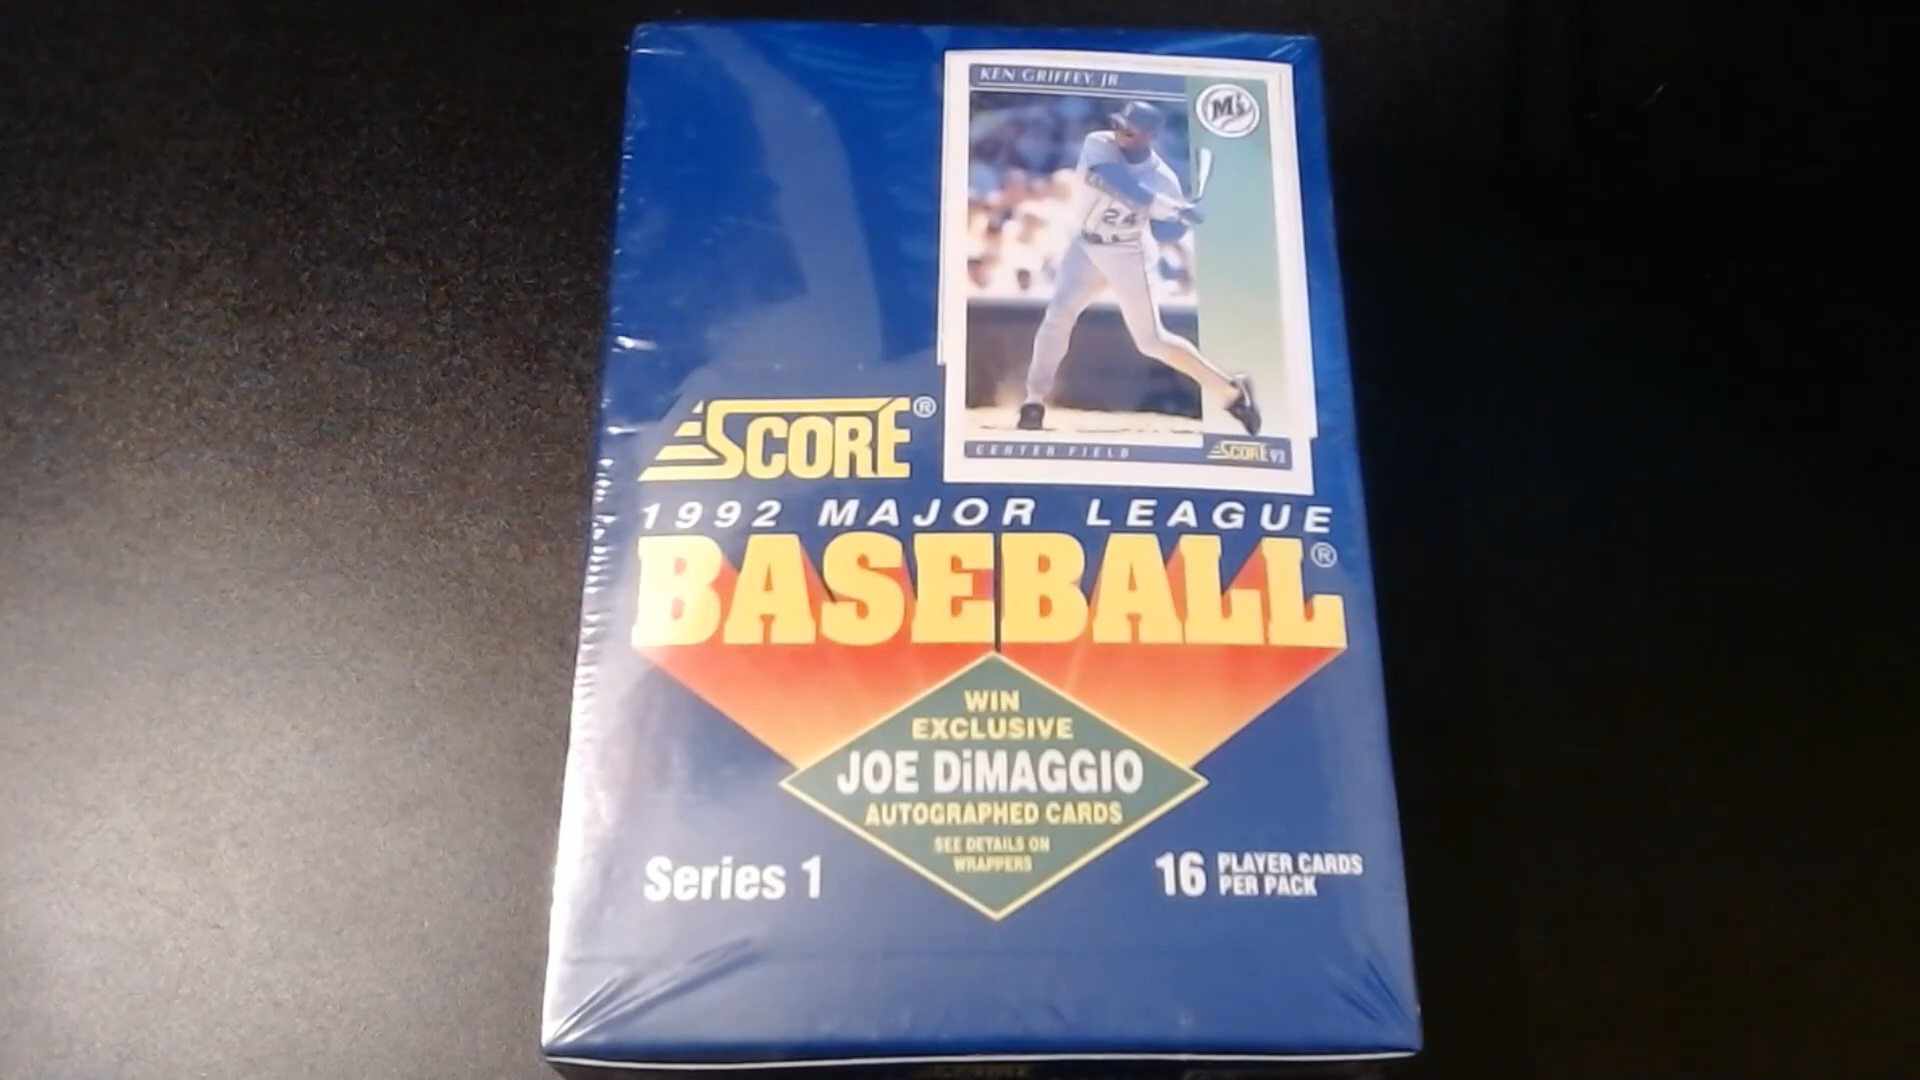 KEN GRIFFEY, JR.
M's
24
CENTER FIELD
SCORE 92
SCORE®
1992 MAJOR LEAGUE
BASEBALL®
WIN
EXCLUSIVE
JOE DiMAGGIO
AUTOGRAPHED CARDS
SEE DETAILS ON
WRAPPERS
Series 1
16 PLAYER CARDS
PER PACK